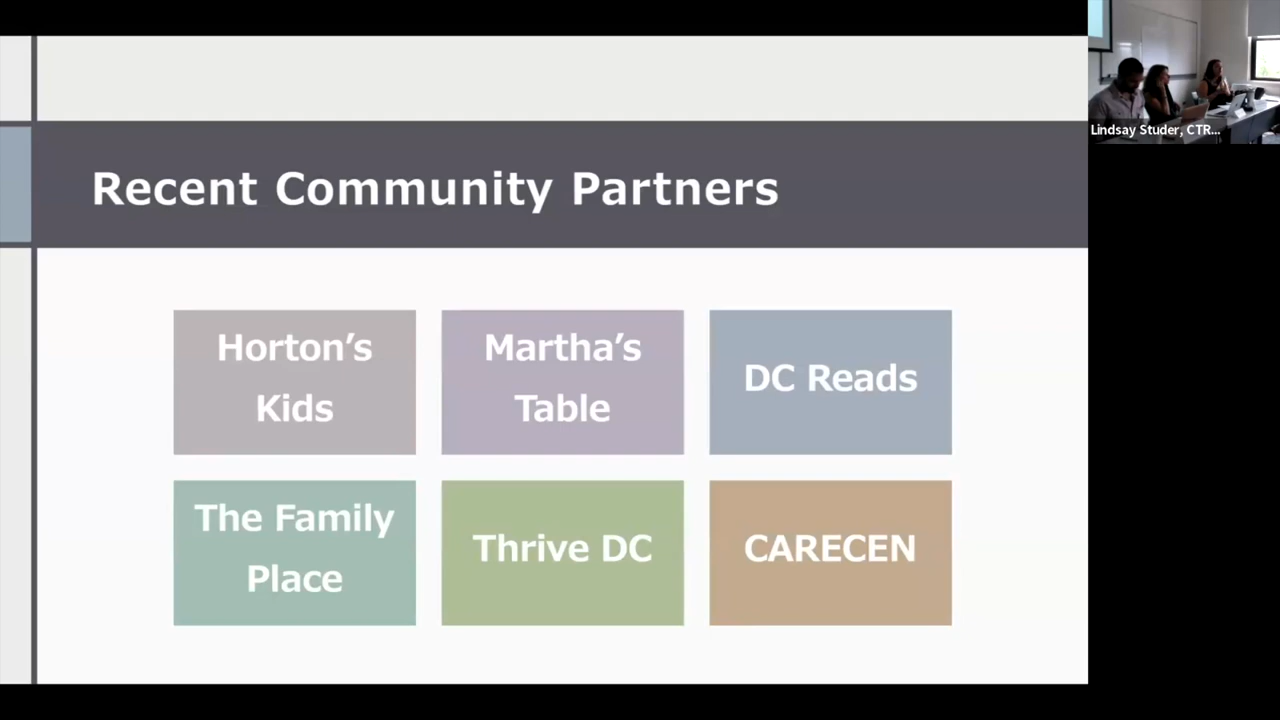 Lindsay Studer, CTR...
Recent Community Partners
Horton’s
Kids
Martha’s
Table
DC Reads
The Family
Place
Thrive DC
CARECEN